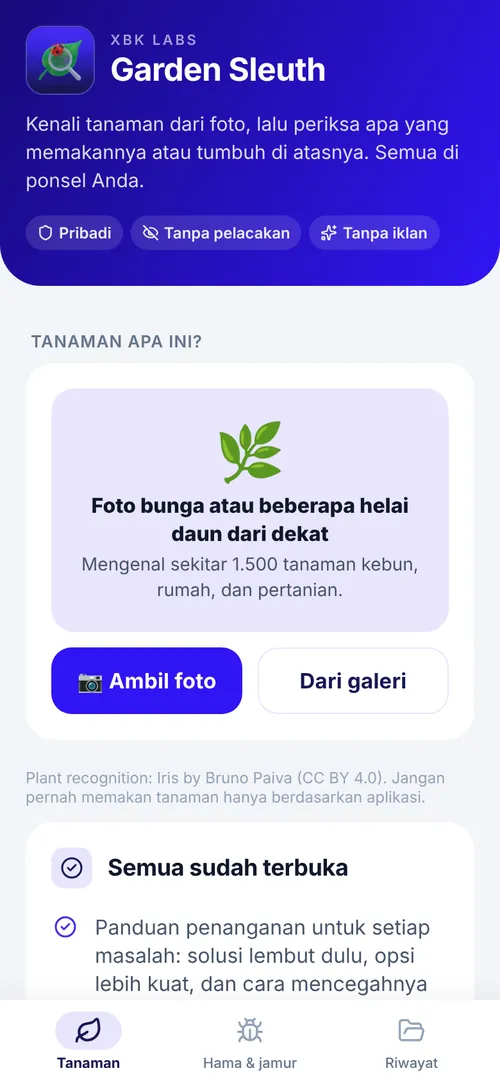 XBK LABS
Garden Sleuth
Kenali tanaman dari foto, lalu periksa apa yang
memakannya atau tumbuh di atasnya. Semua di
ponsel Anda.
Pribadi
Tanpa pelacakan
Tanpa iklan
TANAMAN APA INI?
Foto bunga atau beberapa helai
daun dari dekat
Mengenal sekitar 1.500 tanaman kebun,
rumah, dan pertanian.
Ambil foto
Dari galeri
Plant recognition: Iris by Bruno Paiva (CC BY 4.0). Jangan
pernah memakan tanaman hanya berdasarkan aplikasi.
Semua sudah terbuka
Panduan penanganan untuk setiap
masalah: solusi lembut dulu, opsi
lebih kuat, dan cara mencegahnya
Tanaman
Hama & jamur
Riwayat